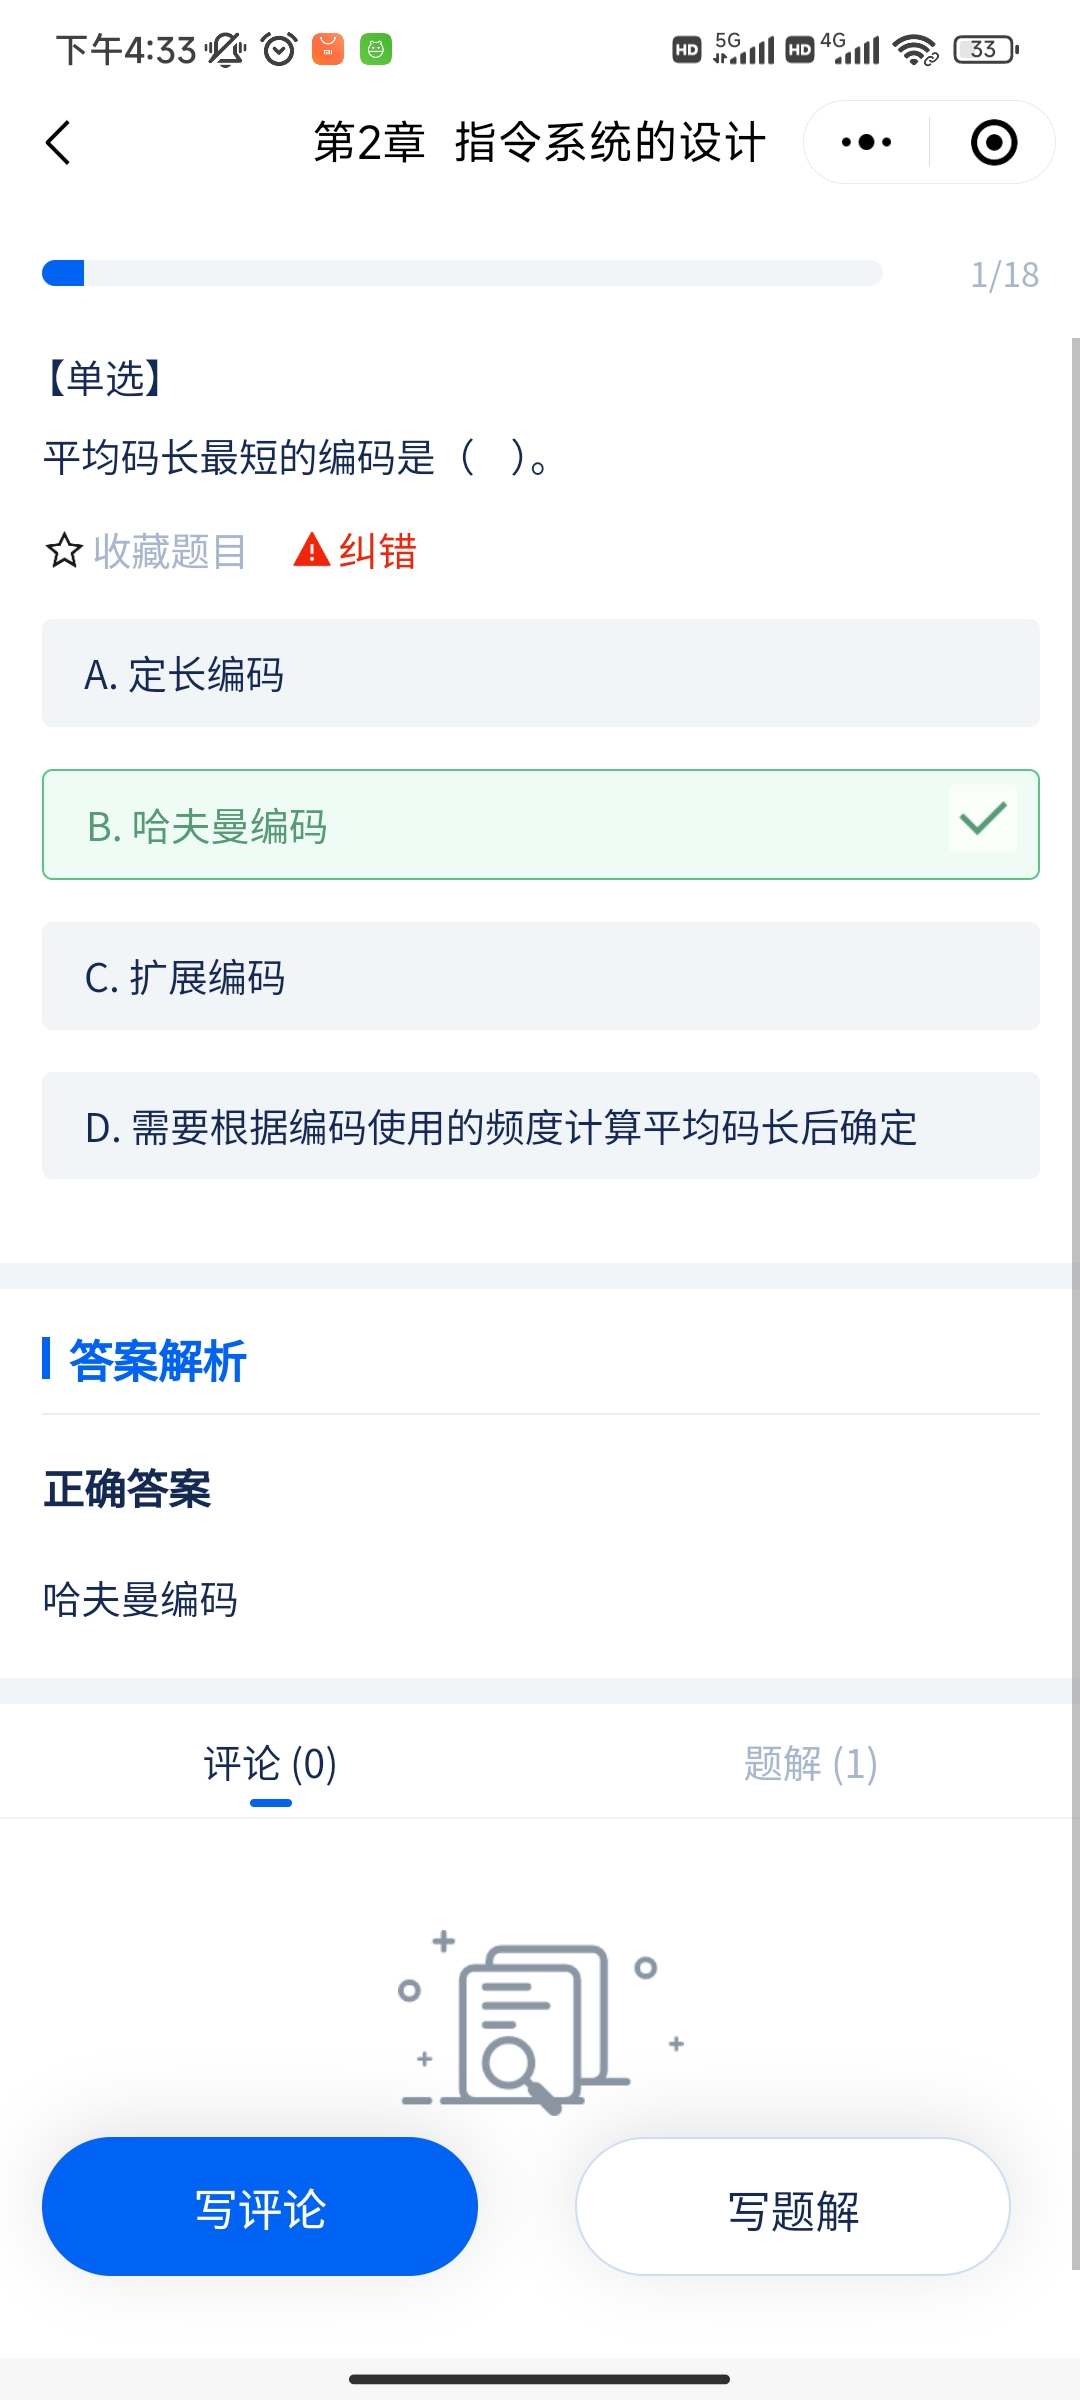 下午4:33
HD 5G HD 4G 33
第2章 指令系统的设计
1/18
【单选】
平均码长最短的编码是（ ）。
收藏题目 纠错
A. 定长编码
B. 哈夫曼编码
C. 扩展编码
D. 需要根据编码使用的频度计算平均码长后确定
答案解析
正确答案
哈夫曼编码
评论 (0) 题解 (1)
写评论 写题解